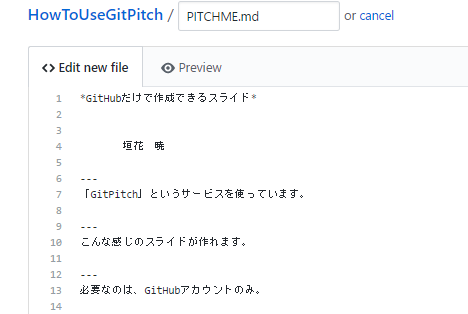 HowToUseGitPitch / PITCHME.md or cancel
<> Edit new file Preview
1 *GitHubだけで作成できるスライド*
2
3
4 垣花 暁
5
6 ---
7 「GitPitch」というサービスを使っています。
8
9 ---
10 こんな感じのスライドが作れます。
11
12 ---
13 必要なのは、GitHubアカウントのみ。
14